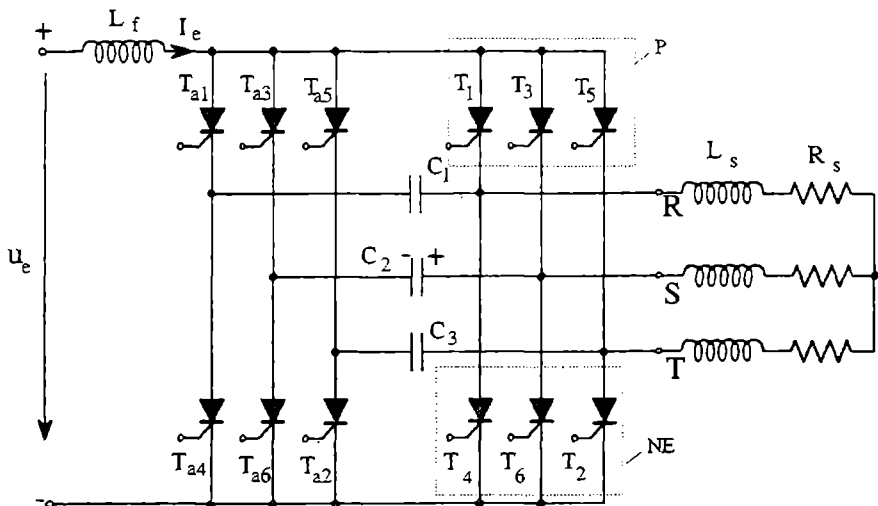 + L f I e P
T a1 T a3 T a5 T 1 T 3 T 5
L s R s
C 1 R
u e C 2 - + S
C 3 T
T a4 T a6 T a2 T 4 T 6 T 2 NE
-